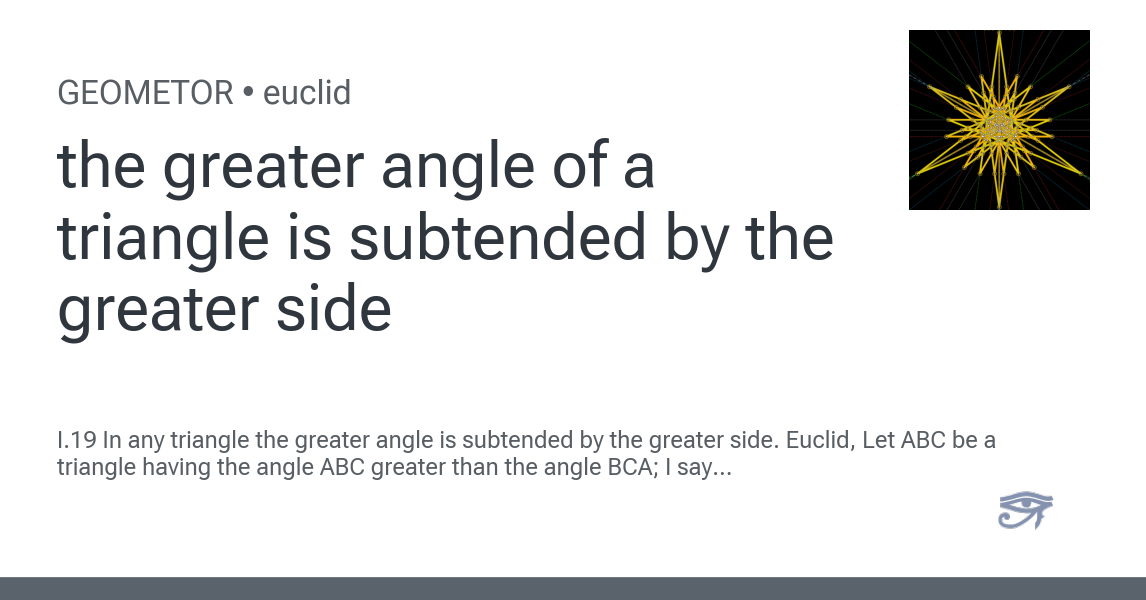 GEOMETOR • euclid
the greater angle of a
triangle is subtended by the
greater side
I.19 In any triangle the greater angle is subtended by the greater side. Euclid, Let ABC be a
triangle having the angle ABC greater than the angle BCA; I say...